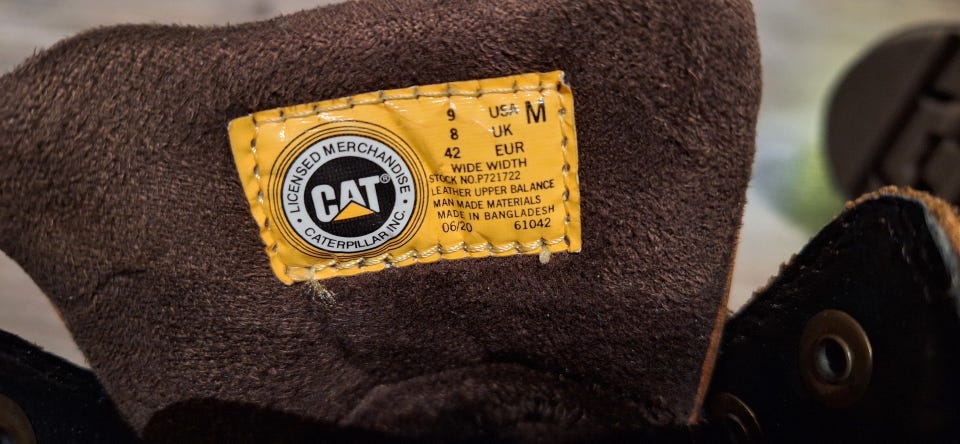 LICENSED MERCHANDISE
CAT®
CATERPILLAR INC.
9 USA M
8 UK
42 EUR
WIDE WIDTH
STOCK NO.P721722
LEATHER UPPER BALANCE
MAN MADE MATERIALS
MADE IN BANGLADESH
06/20 61042